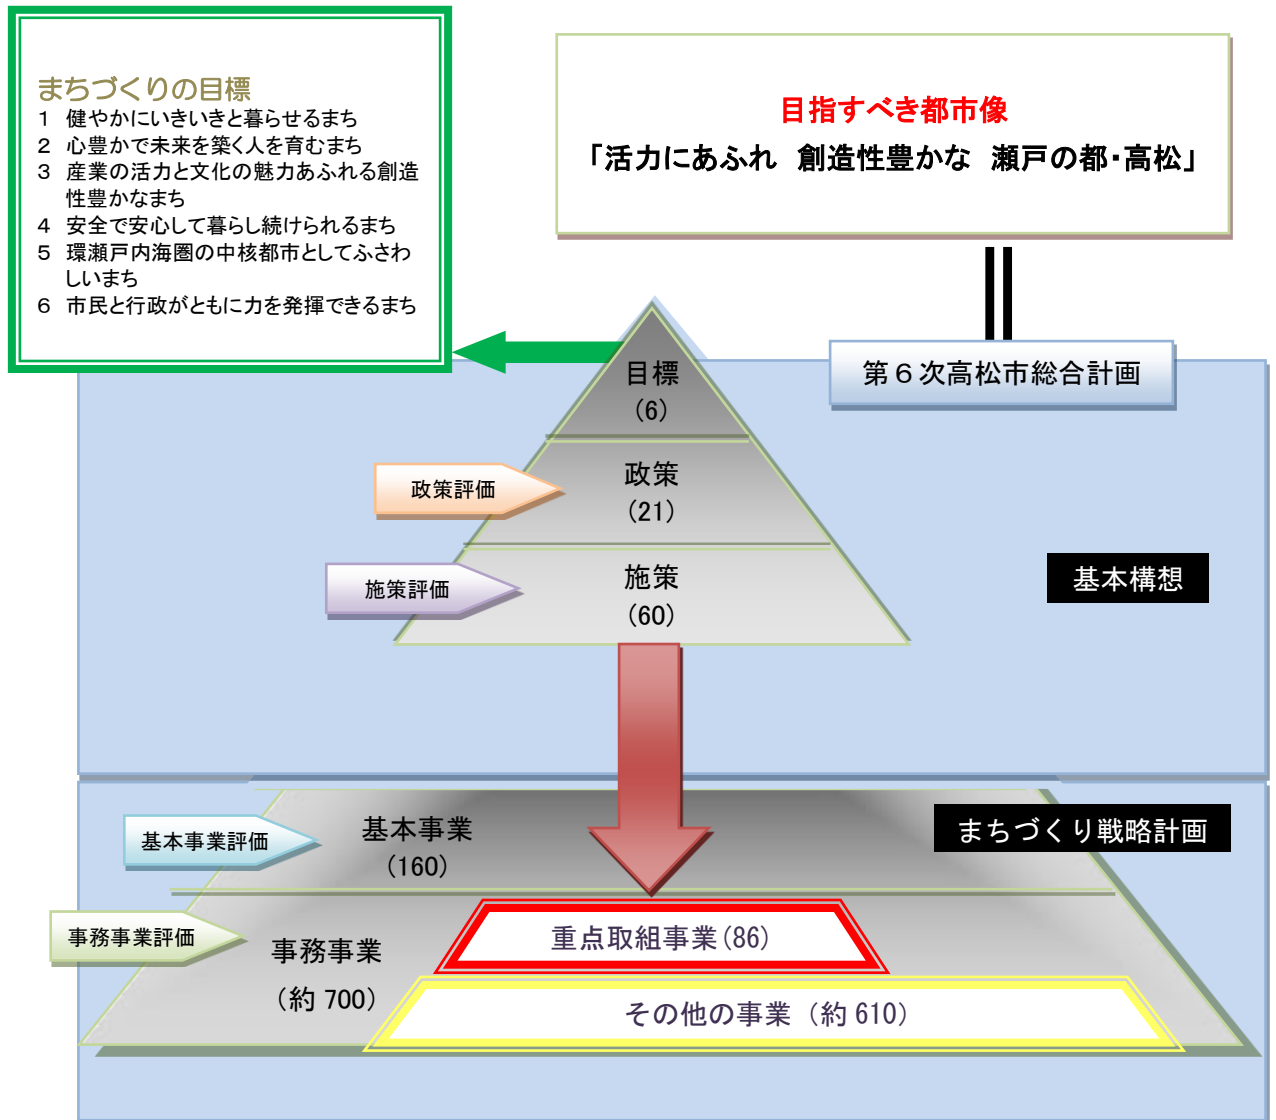 まちづくりの目標
1 健やかにいきいきと暮らせるまち
2 心豊かで未来を築く人を育むまち
3 産業の活力と文化の魅力あふれる創造
性豊かなまち
4 安全で安心して暮らし続けられるまち
5 環瀬戸内海圏の中核都市としてふさわ
しいまち
6 市民と行政がともに力を発揮できるまち
目指すべき都市像
「活力にあふれ 創造性豊かな 瀬戸の都・高松」
第6次高松市総合計画
目標
(6)
政策評価
政策
(21)
施策評価
施策
(60)
基本構想
まちづくり戦略計画
基本事業評価
基本事業
(160)
事務事業評価
事務事業
(約 700)
重点取組事業(86)
その他の事業 (約 610)